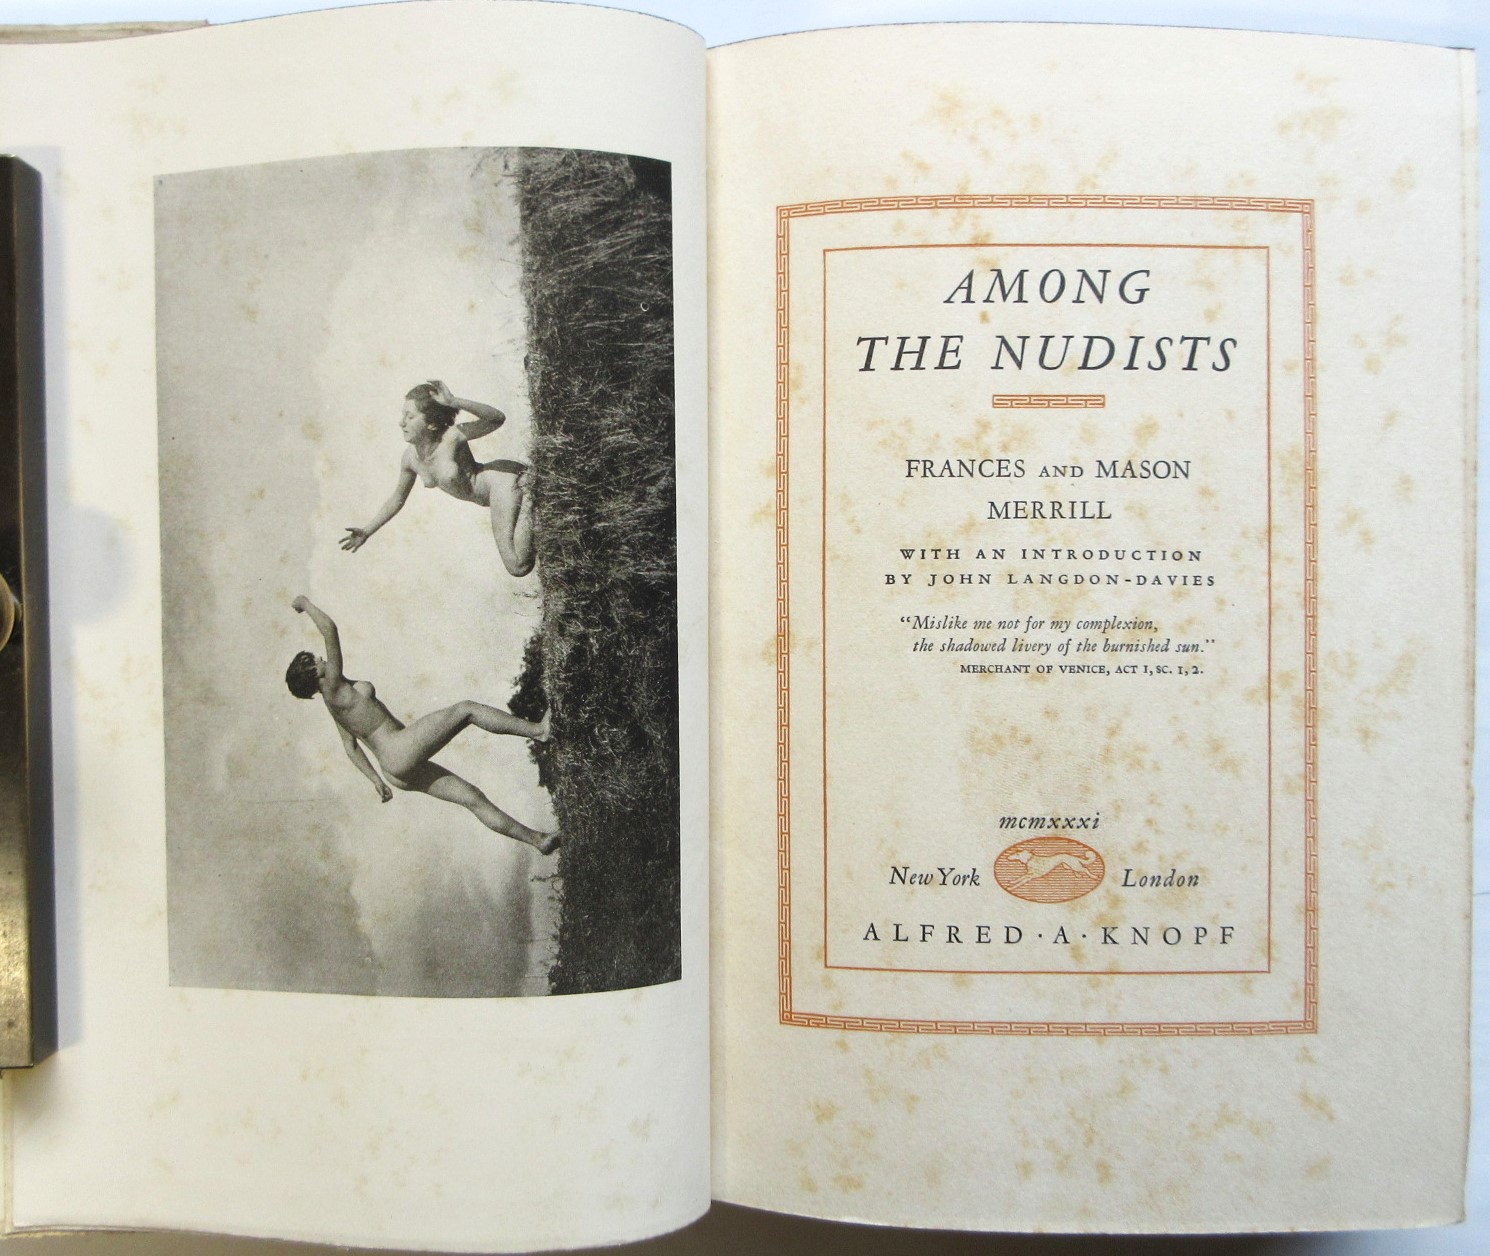 AMONG
THE NUDISTS
FRANCES AND MASON
MERRILL
WITH AN INTRODUCTION
BY JOHN LANGDON-DAVIES
“Mislike me not for my complexion,
the shadowed livery of the burnished sun.”
MERCHANT OF VENICE, ACT I, SC. 1, 2.
mcmxxxi
New York London
ALFRED · A · KNOPF